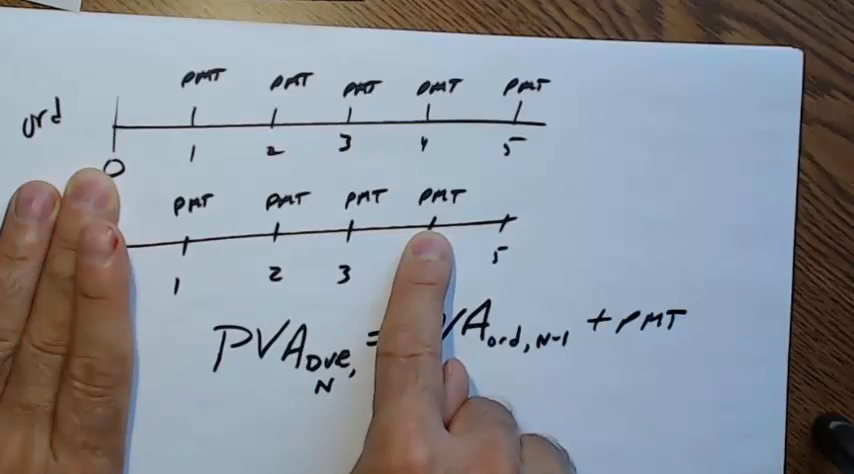 PMT PMT PMT PMT PMT
ord
0 1 2 3 4 5
PMT PMT PMT PMT
1 2 3 5
PVA DUE, N = VA ord, N-1 + PMT